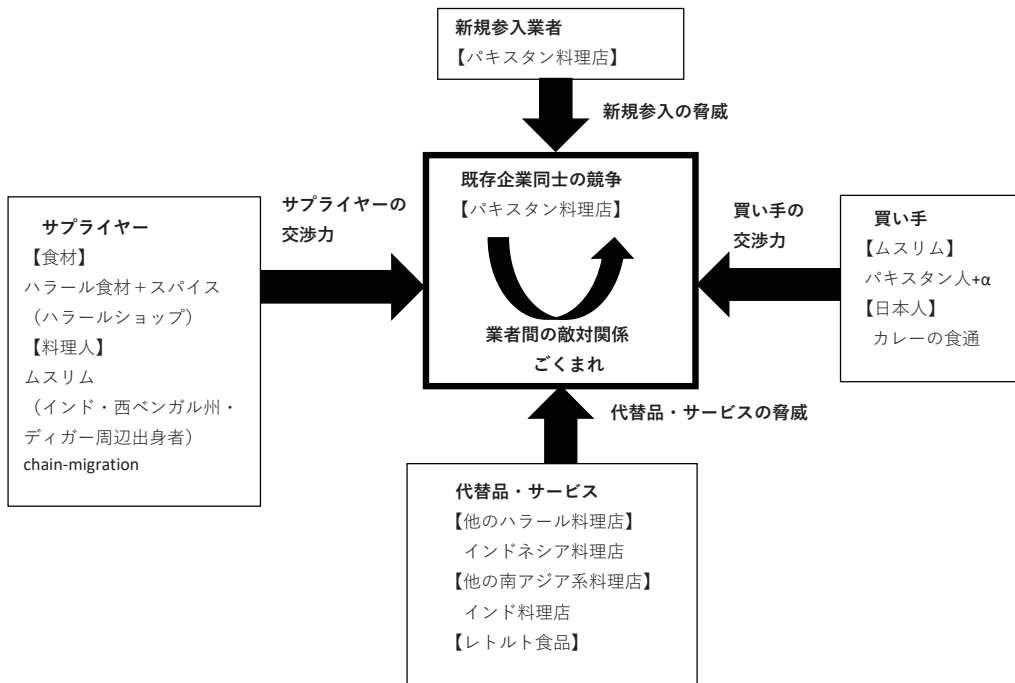 新規参入業者
【パキスタン料理店】
新規参入の脅威
既存企業同士の競争
【パキスタン料理店】
業者間の敵対関係
ごくまれ
サプライヤーの
交渉力
サプライヤー
【食材】
ハラール食材＋スパイス
（ハラールショップ）
【料理人】
ムスリム
（インド・西ベンガル州・
ディガー周辺出身者）
chain-migration
買い手の
交渉力
買い手
【ムスリム】
パキスタン人+α
【日本人】
カレーの食通
代替品・サービスの脅威
代替品・サービス
【他のハラール料理店】
インドネシア料理店
【他の南アジア系料理店】
インド料理店
【レトルト食品】